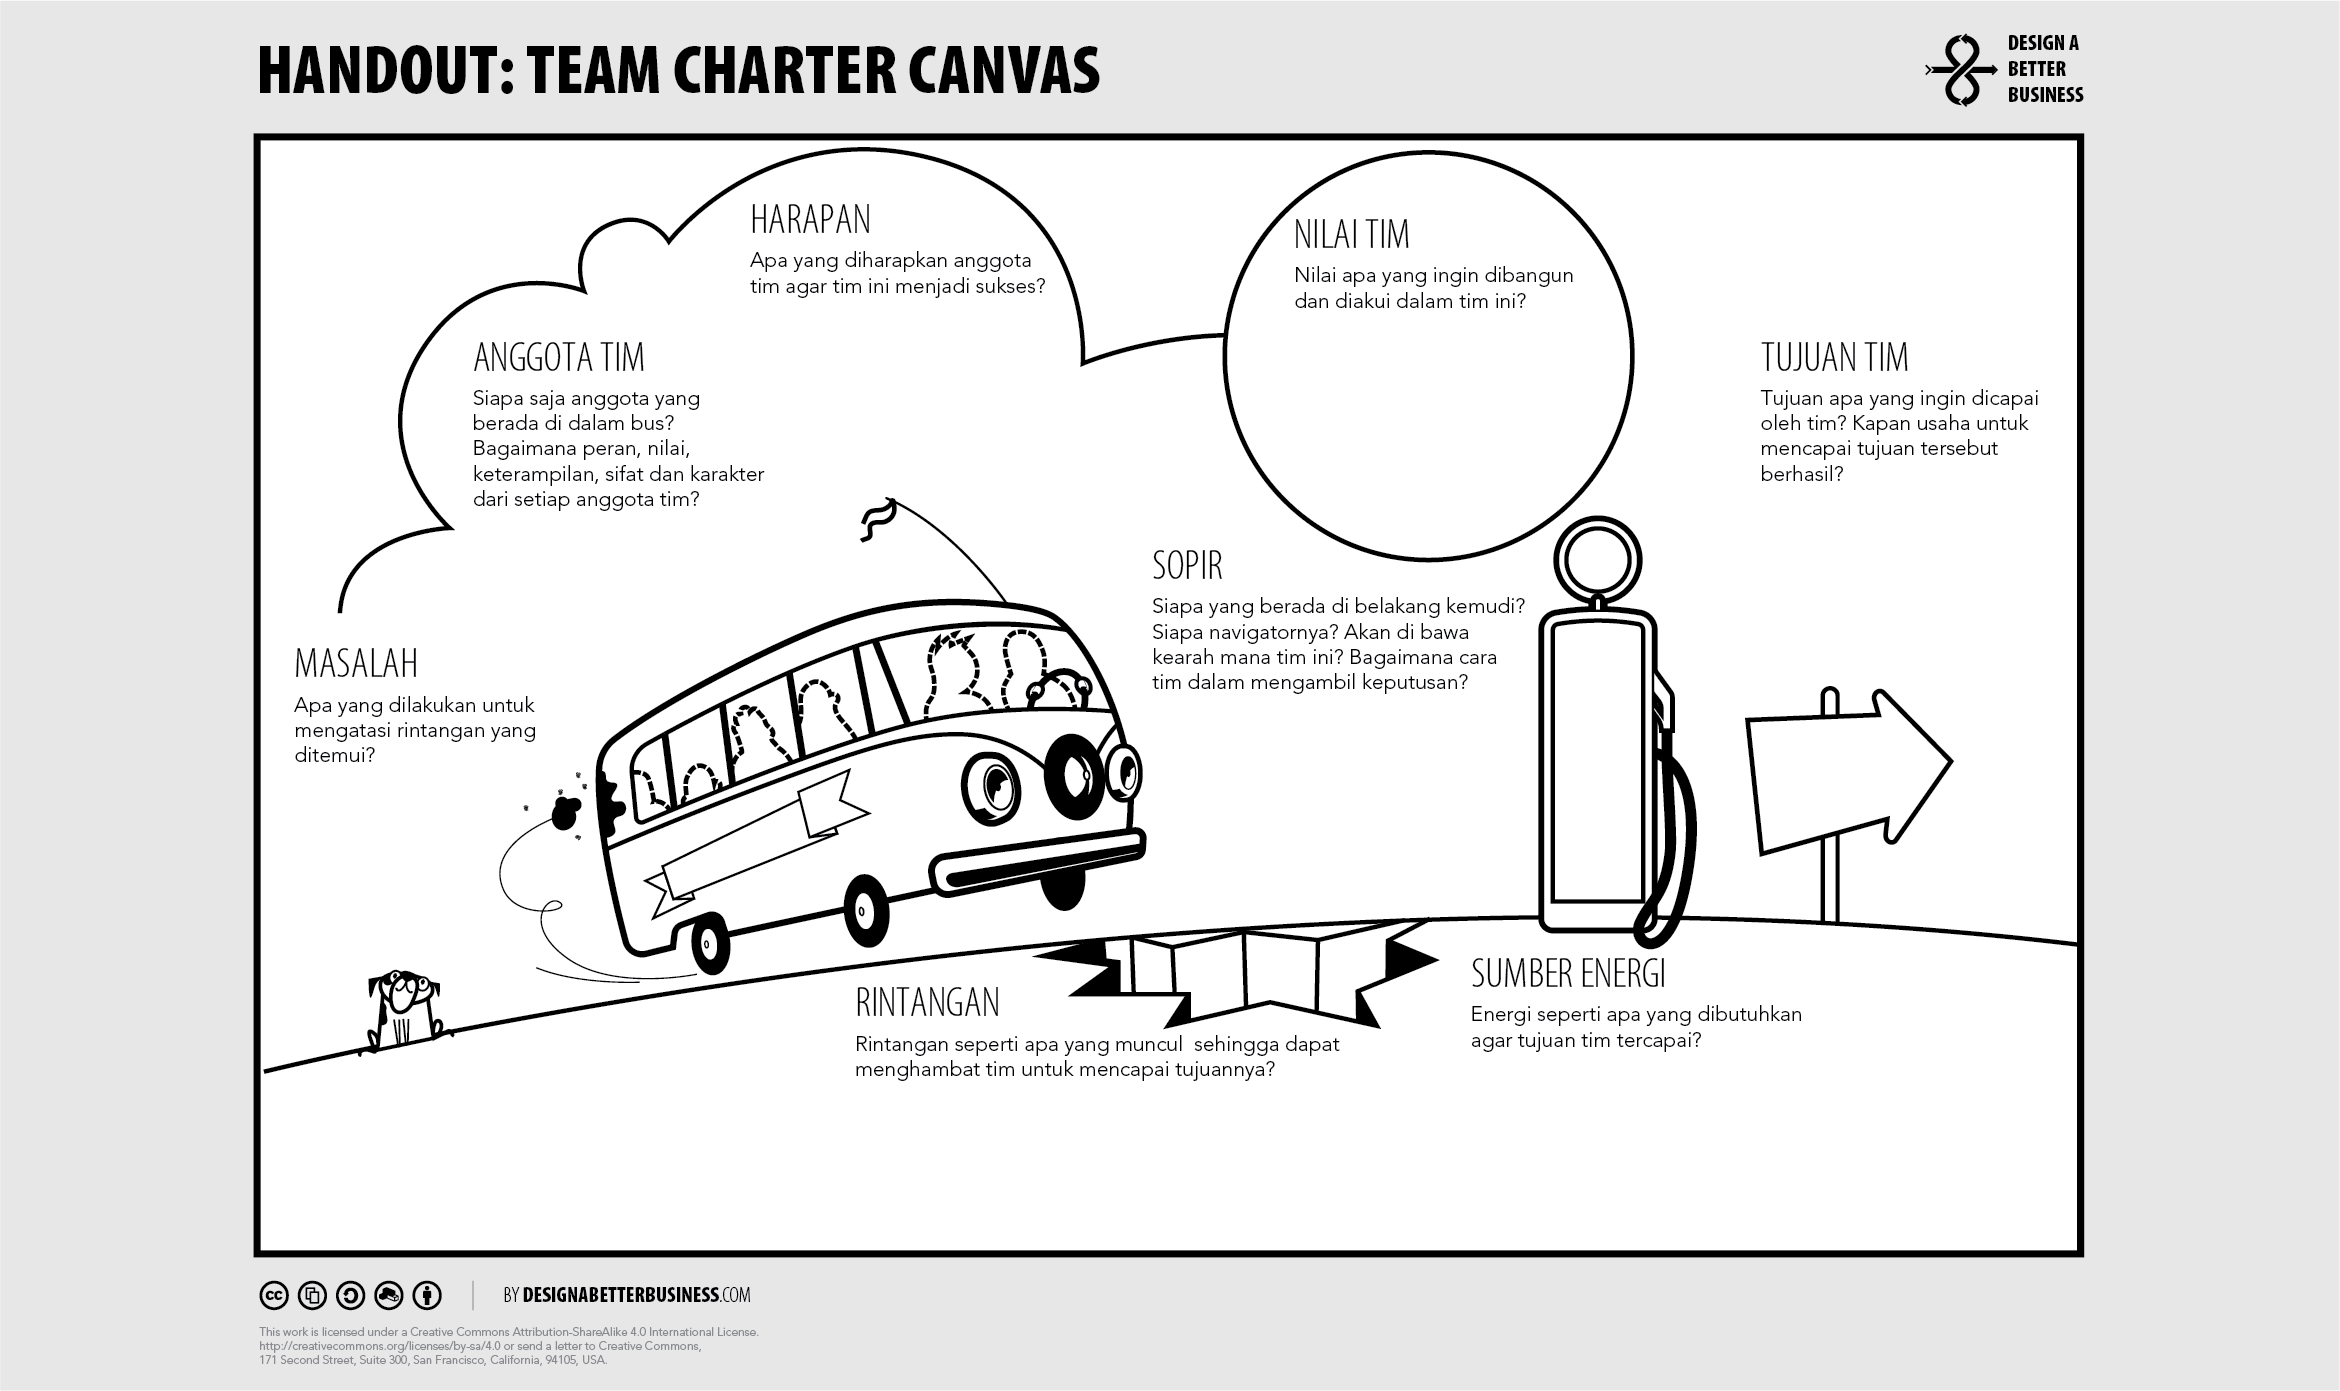 HANDOUT: TEAM CHARTER CANVAS
DESIGN A
BETTER
BUSINESS
HARAPAN
Apa yang diharapkan anggota
tim agar tim ini menjadi sukses?
NILAI TIM
Nilai apa yang ingin dibangun
dan diakui dalam tim ini?
ANGGOTA TIM
Siapa saja anggota yang
berada di dalam bus?
Bagaimana peran, nilai,
keterampilan, sifat dan karakter
dari setiap anggota tim?
TUJUAN TIM
Tujuan apa yang ingin dicapai
oleh tim? Kapan usaha untuk
mencapai tujuan tersebut
berhasil?
SOPIR
Siapa yang berada di belakang kemudi?
Siapa navigatornya? Akan di bawa
kearah mana tim ini? Bagaimana cara
tim dalam mengambil keputusan?
MASALAH
Apa yang dilakukan untuk
mengatasi rintangan yang
ditemui?
RINTANGAN
Rintangan seperti apa yang muncul  sehingga dapat
menghambat tim untuk mencapai tujuannya?
SUMBER ENERGI
Energi seperti apa yang dibutuhkan
agar tujuan tim tercapai?
cc
BY DESIGNABETTERBUSINESS.COM
This work is licensed under a Creative Commons Attribution-ShareAlike 4.0 International License.
http://creativecommons.org/licenses/by-sa/4.0 or send a letter to Creative Commons,
171 Second Street, Suite 300, San Francisco, California, 94105, USA.